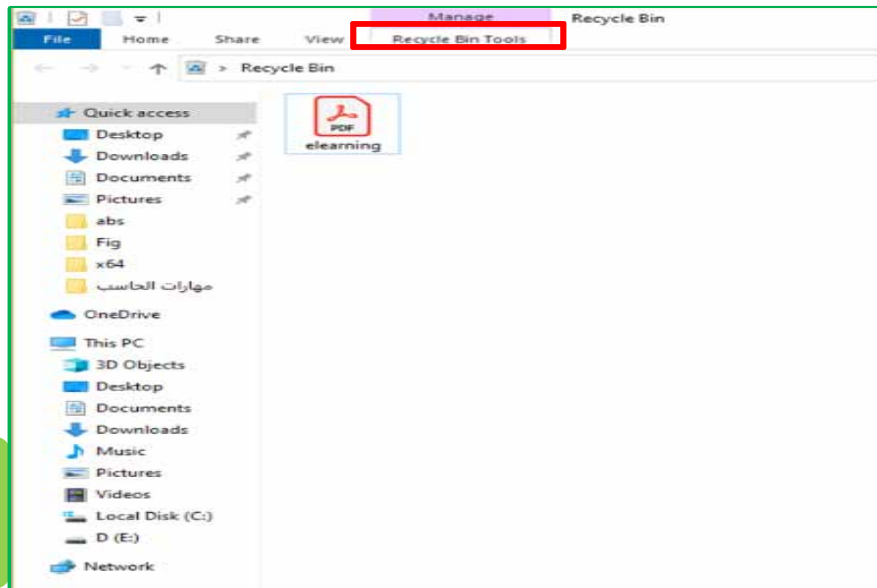 Manage Recycle Bin
File Home Share View Recycle Bin Tools
> Recycle Bin
Quick access
Desktop
Downloads
Documents
Pictures
abs
Fig
x64
مهارات الحاسب
OneDrive
This PC
3D Objects
Desktop
Documents
Downloads
Music
Pictures
Videos
Local Disk (C:)
D (E:)
Network
PDF
elearning